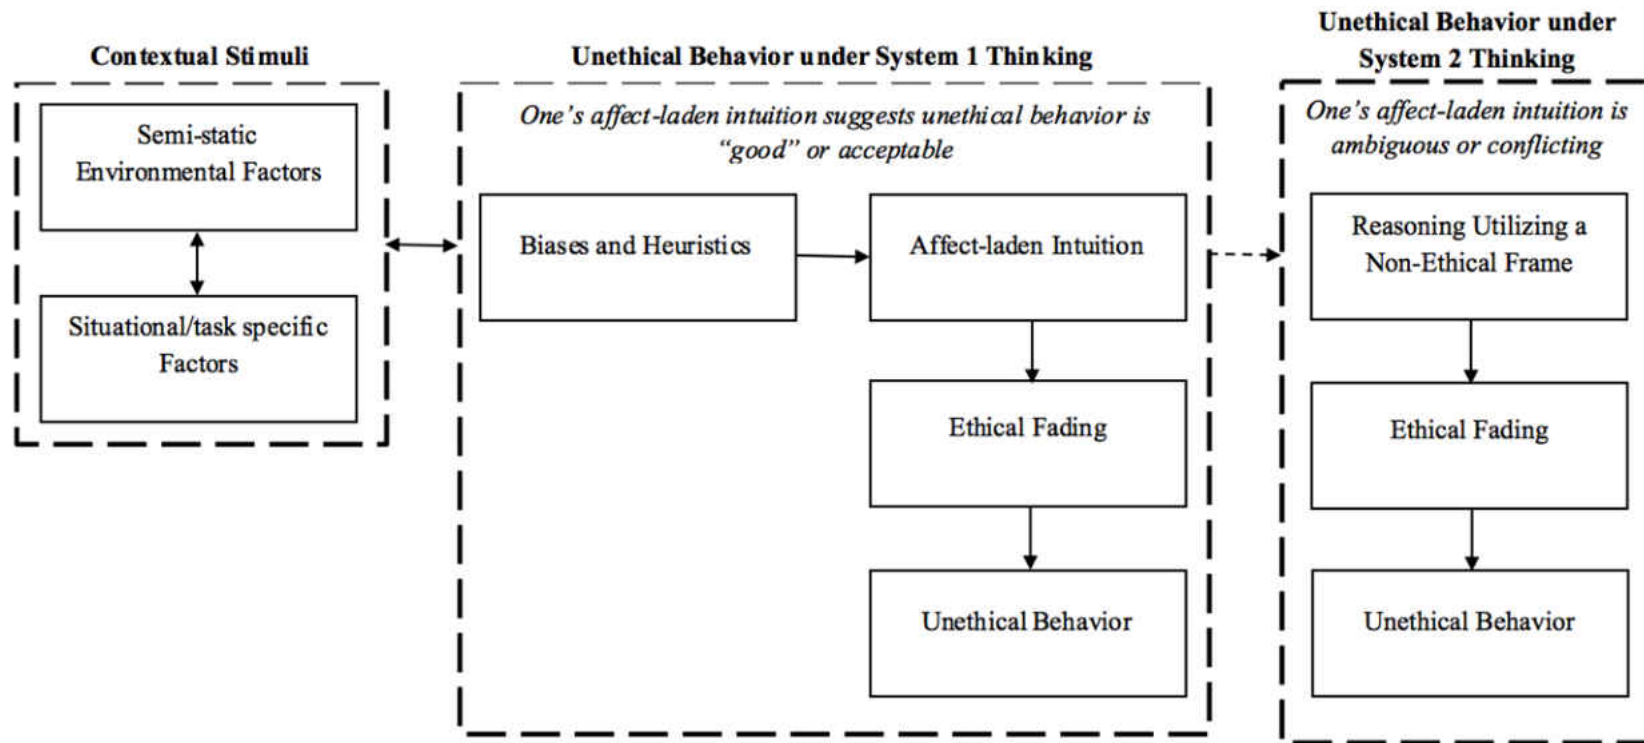 Contextual Stimuli
Semi-static
Environmental Factors
Situational/task specific
Factors
Unethical Behavior under System 1 Thinking
One's affect-laden intuition suggests unethical behavior is
“good” or acceptable
Biases and Heuristics
Affect-laden Intuition
Ethical Fading
Unethical Behavior
Unethical Behavior under
System 2 Thinking
One's affect-laden intuition is
ambiguous or conflicting
Reasoning Utilizing a
Non-Ethical Frame
Ethical Fading
Unethical Behavior